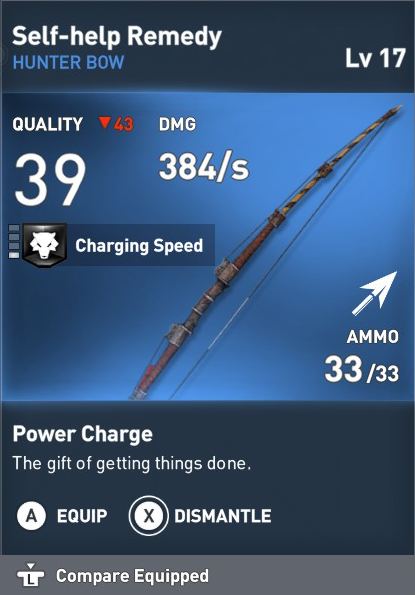 Self-help Remedy
HUNTER BOW
Lv 17
QUALITY ▼43 DMG
39 384/s
Charging Speed
AMMO
33/33
Power Charge
The gift of getting things done.
A EQUIP X DISMANTLE
L Compare Equipped